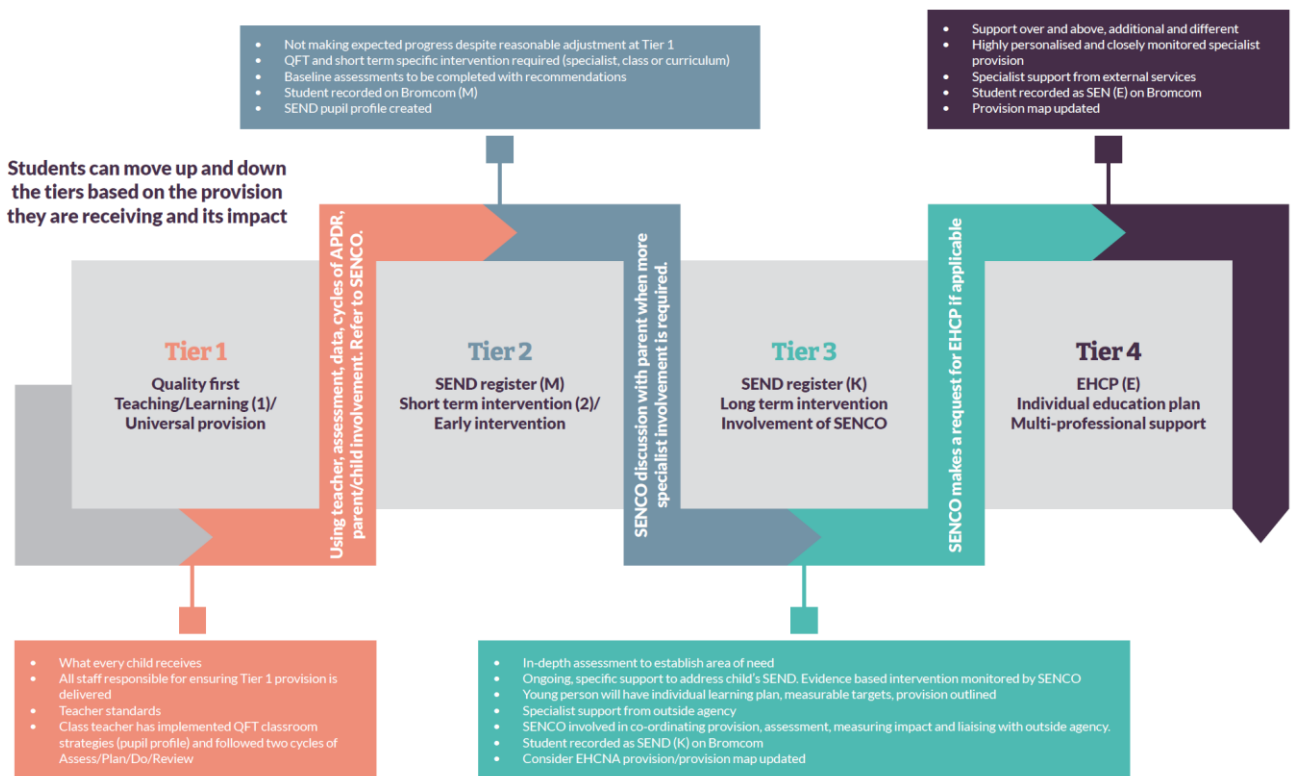 • Not making expected progress despite reasonable adjustment at Tier 1
• QFT and short term specific intervention required (specialist, class or curriculum)
• Baseline assessments to be completed with recommendations
• Student recorded on Bromcom (M)
• SEND pupil profile created
• Support over and above, additional and different
• Highly personalised and closely monitored specialist
provision
• Specialist support from external services
• Student recorded as SEN (E) on Bromcom
• Provision map updated
Students can move up and down
the tiers based on the provision
they are receiving and its impact
Tier 1
Quality first
Teaching/Learning (1)/
Universal provision
Using teacher, assessment, data, cycles of APDR,
parent/child involvement. Refer to SENCO.
Tier 2
SEND register (M)
Short term intervention (2)/
Early intervention
SENCO discussion with parent when more
specialist involvement is required.
Tier 3
SEND register (K)
Long term intervention
Involvement of SENCO
SENCO makes a request for EHCP if applicable
Tier 4
EHCP (E)
Individual education plan
Multi-professional support
• What every child receives
• All staff responsible for ensuring Tier 1 provision is
delivered
• Teacher standards
• Class teacher has implemented QFT classroom
strategies (pupil profile) and followed two cycles of
Assess/Plan/Do/Review
• In-depth assessment to establish area of need
• Ongoing, specific support to address child's SEND. Evidence based intervention monitored by SENCO
• Young person will have individual learning plan, measurable targets, provision outlined
• Specialist support from outside agency
• SENCO involved in co-ordinating provision, assessment, measuring impact and liaising with outside agency.
• Student recorded as SEND (K) on Bromcom
• Consider EHCNA provision/provision map updated